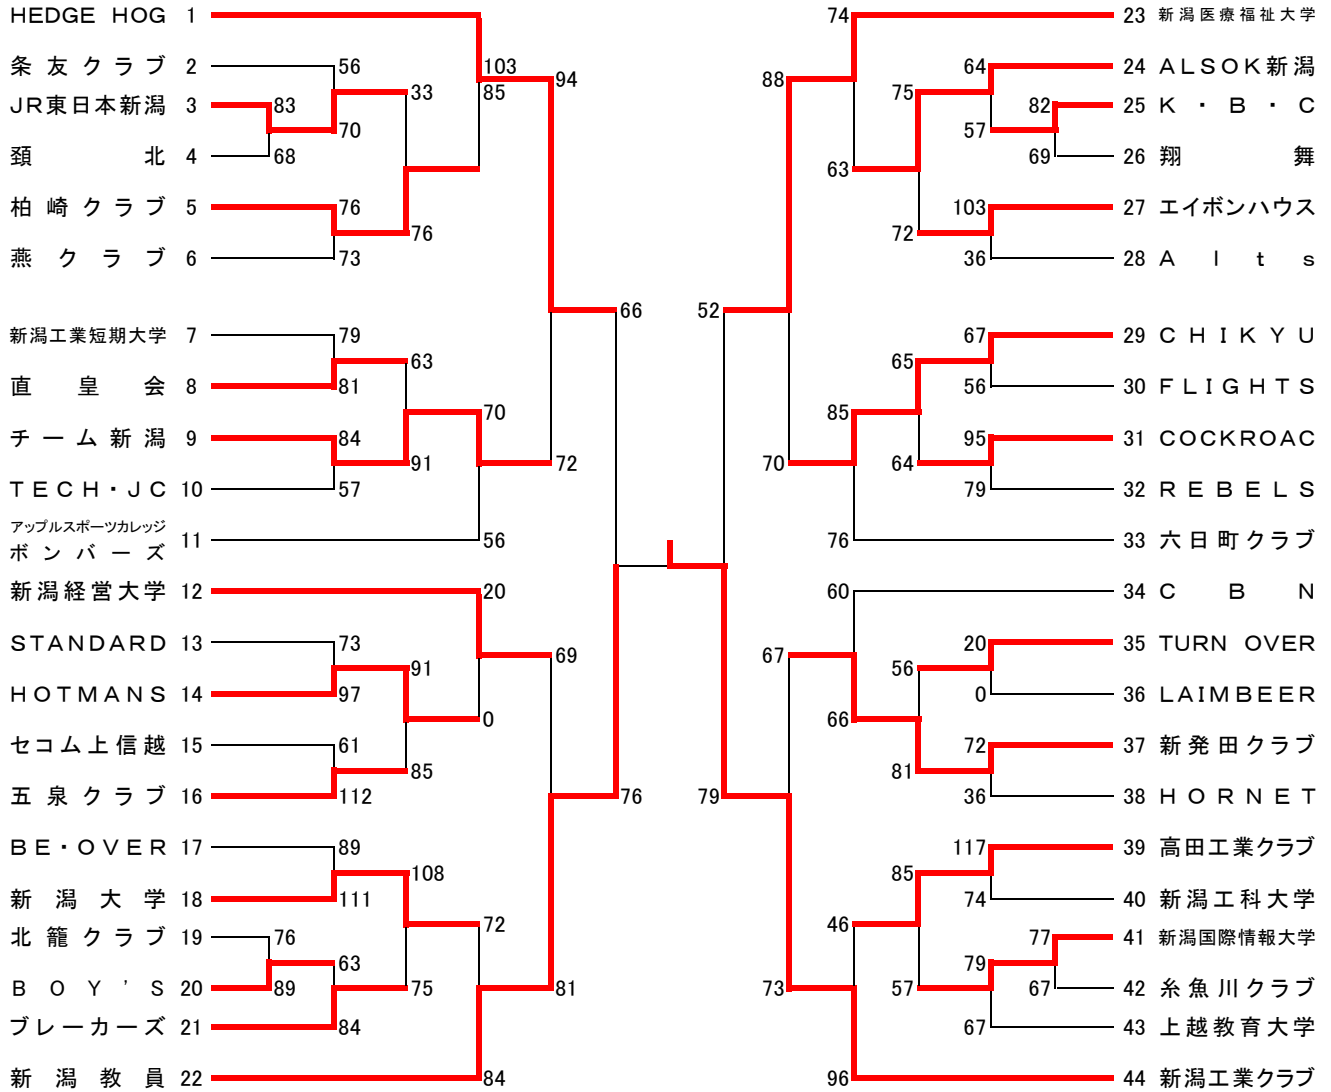 HEDGE HOG 1
条友クラブ 2
JR東日本新潟 3
頚北 4
柏崎クラブ 5
燕クラブ 6
新潟工業短期大学 7
直皇会 8
チーム新潟 9
TECH・JC 10
アップルスポーツカレッジ
ボンバーズ 11
新潟経営大学 12
STANDARD 13
HOTMANS 14
セコム上信越 15
五泉クラブ 16
BE・OVER 17
新潟大学 18
北籠クラブ 19
BOY'S 20
ブレーカーズ 21
新潟教員 22
56
83
70
68
76
73
33
76
103
85
94
79
81
63
84
57
91
70
56
72
66
20
73
97
91
61
112
85
0
69
89
111
108
76
89
63
84
75
72
84
81
76
74
88
64
75
82
57
69
63
103
72
36
52
67
65
56
85
95
64
79
70
76
60
67
20
56
0
66
72
81
36
79
117
85
74
46
77
79
67
57
67
73
96
23 新潟医療福祉大学
24 ALSOK新潟
25 K・B・C
26 翔舞
27 エイボンハウス
28 Alts
29 CHIKYU
30 FLIGHTS
31 COCKROAC
32 REBELS
33 六日町クラブ
34 CBN
35 TURN OVER
36 LAIMBEER
37 新発田クラブ
38 HORNET
39 高田工業クラブ
40 新潟工科大学
41 新潟国際情報大学
42 糸魚川クラブ
43 上越教育大学
44 新潟工業クラブ